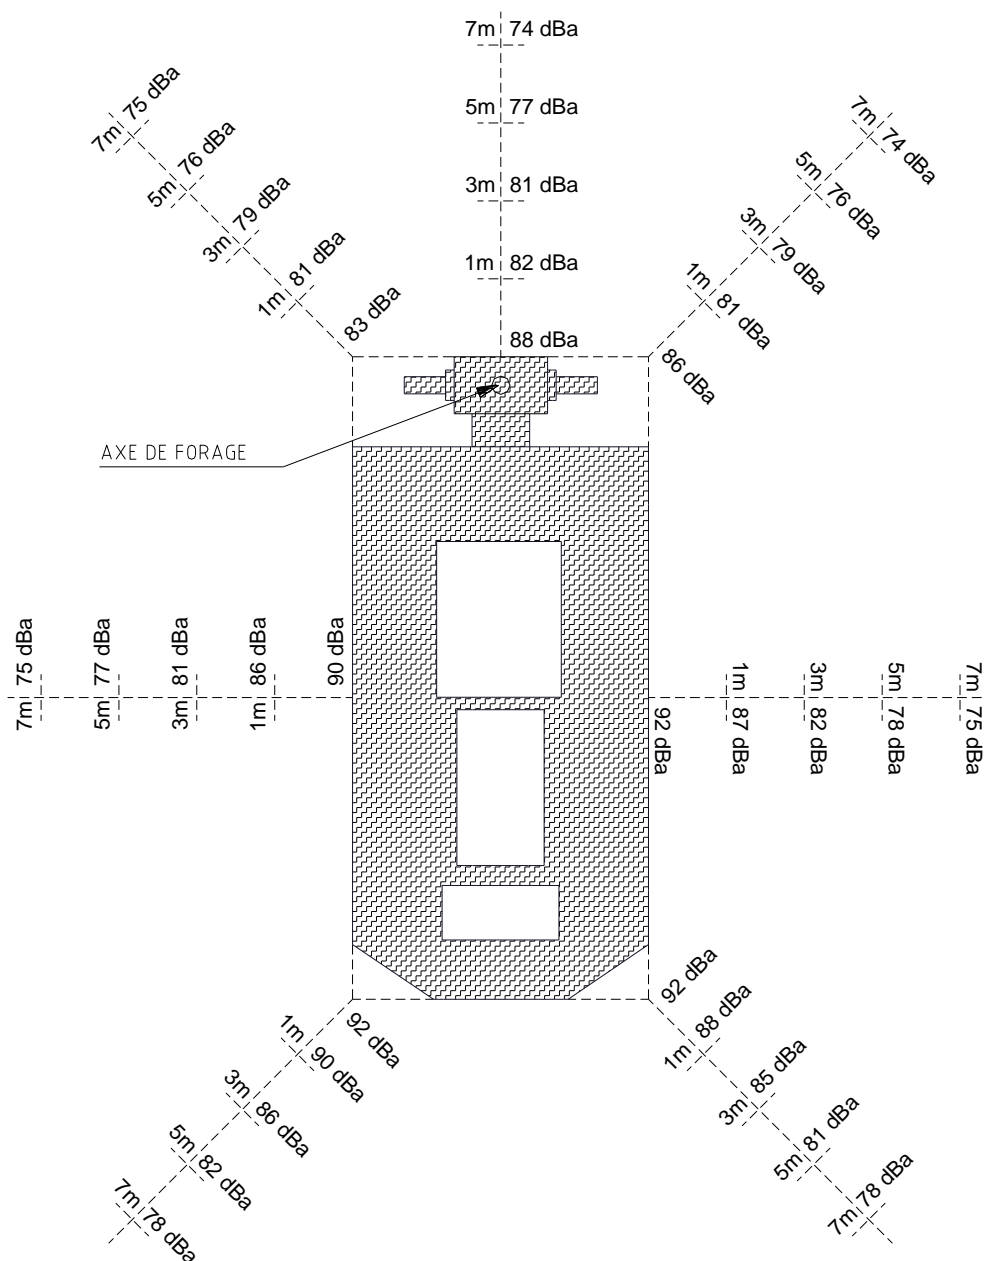 7m 74 dBa
5m 77 dBa
3m 81 dBa
1m 82 dBa
88 dBa
7m 75 dBa
5m 76 dBa
3m 79 dBa
1m 81 dBa
83 dBa
7m 74 dBa
5m 76 dBa
3m 79 dBa
1m 81 dBa
86 dBa
AXE DE FORAGE
7m 75 dBa
5m 77 dBa
3m 81 dBa
1m 86 dBa
90 dBa
92 dBa
1m 87 dBa
3m 82 dBa
5m 78 dBa
7m 75 dBa
92 dBa
1m 90 dBa
3m 86 dBa
5m 82 dBa
7m 78 dBa
92 dBa
1m 88 dBa
3m 85 dBa
5m 81 dBa
7m 78 dBa